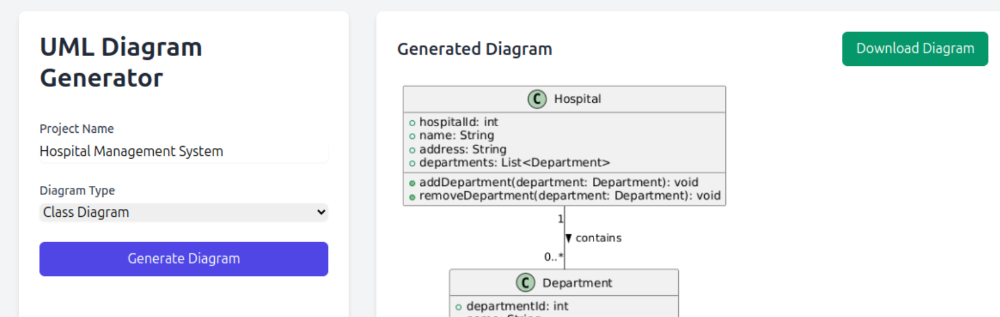 UML Diagram
Generator
Project Name
Hospital Management System
Diagram Type
Class Diagram
Generate Diagram
Generated Diagram
Download Diagram
C Hospital
hospitalId: int
name: String
address: String
departments: List<Department>
addDepartment(department: Department): void
removeDepartment(department: Department): void
1
contains
0..*
C Department
departmentId: int
name: String